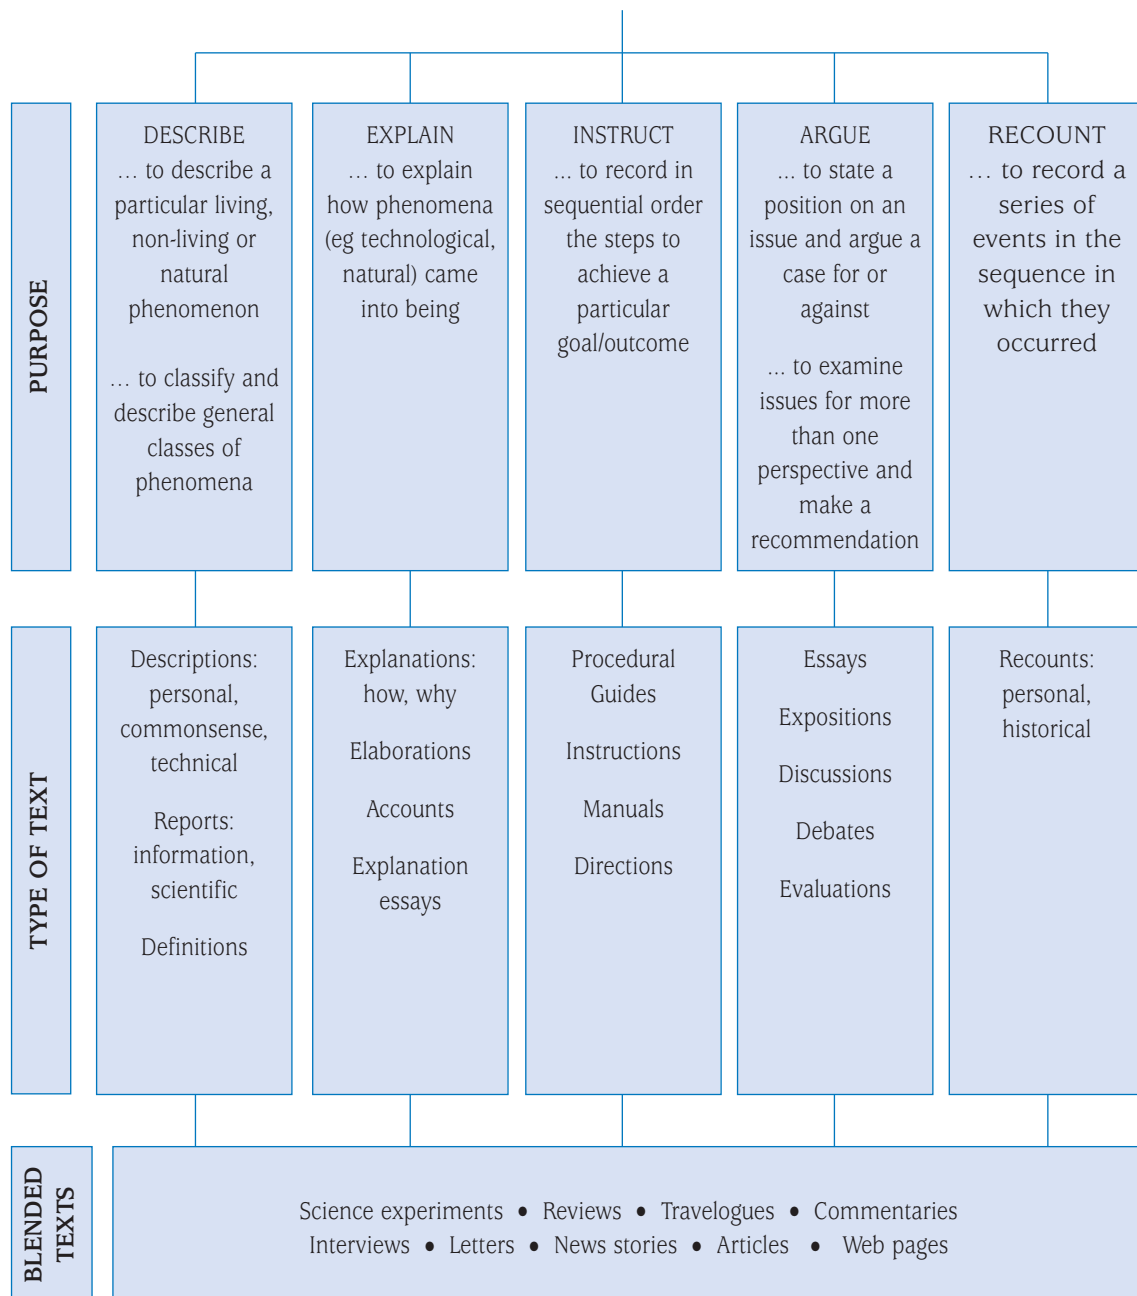 PURPOSE
DESCRIBE
… to describe a
particular living,
non-living or
natural
phenomenon
… to classify and
describe general
classes of
phenomena
EXPLAIN
… to explain
how phenomena
(eg technological,
natural) came
into being
INSTRUCT
... to record in
sequential order
the steps to
achieve a
particular
goal/outcome
ARGUE
... to state a
position on an
issue and argue a
case for or
against
... to examine
issues for more
than one
perspective and
make a
recommendation
RECOUNT
… to record a
series of
events in the
sequence in
which they
occurred
TYPE OF TEXT
Descriptions:
personal,
commonsense,
technical
Reports:
information,
scientific
Definitions
Explanations:
how, why
Elaborations
Accounts
Explanation
essays
Procedural
Guides
Instructions
Manuals
Directions
Essays
Expositions
Discussions
Debates
Evaluations
Recounts:
personal,
historical
BLENDED
TEXTS
Science experiments • Reviews • Travelogues • Commentaries
Interviews • Letters • News stories • Articles • Web pages